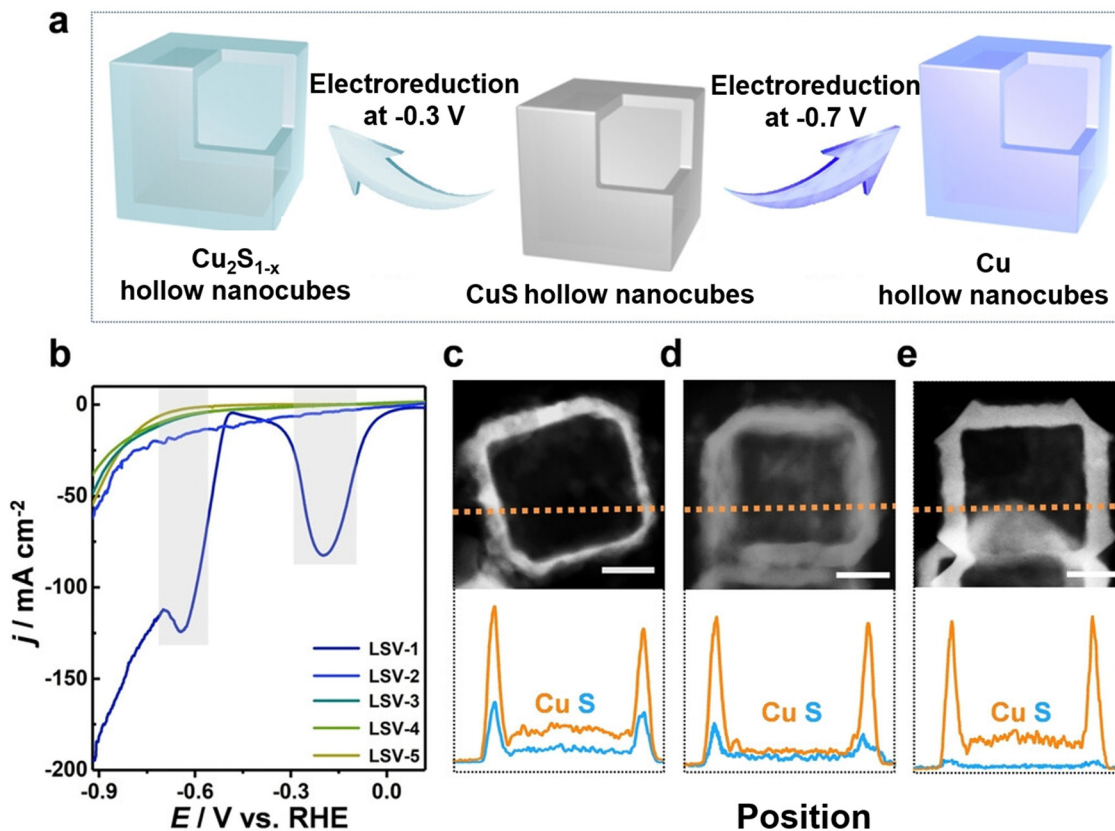 a
Electroreduction
at -0.3 V
Electroreduction
at -0.7 V
Cu₂S₁₋ₓ
hollow nanocubes
CuS hollow nanocubes
Cu
hollow nanocubes
b
0
-50
-100
-150
-200
j / mA cm⁻²
LSV-1
LSV-2
LSV-3
LSV-4
LSV-5
-0.9
-0.6
-0.3
0.0
E / V vs. RHE
c
Cu S
d
Cu S
e
Cu S
Position